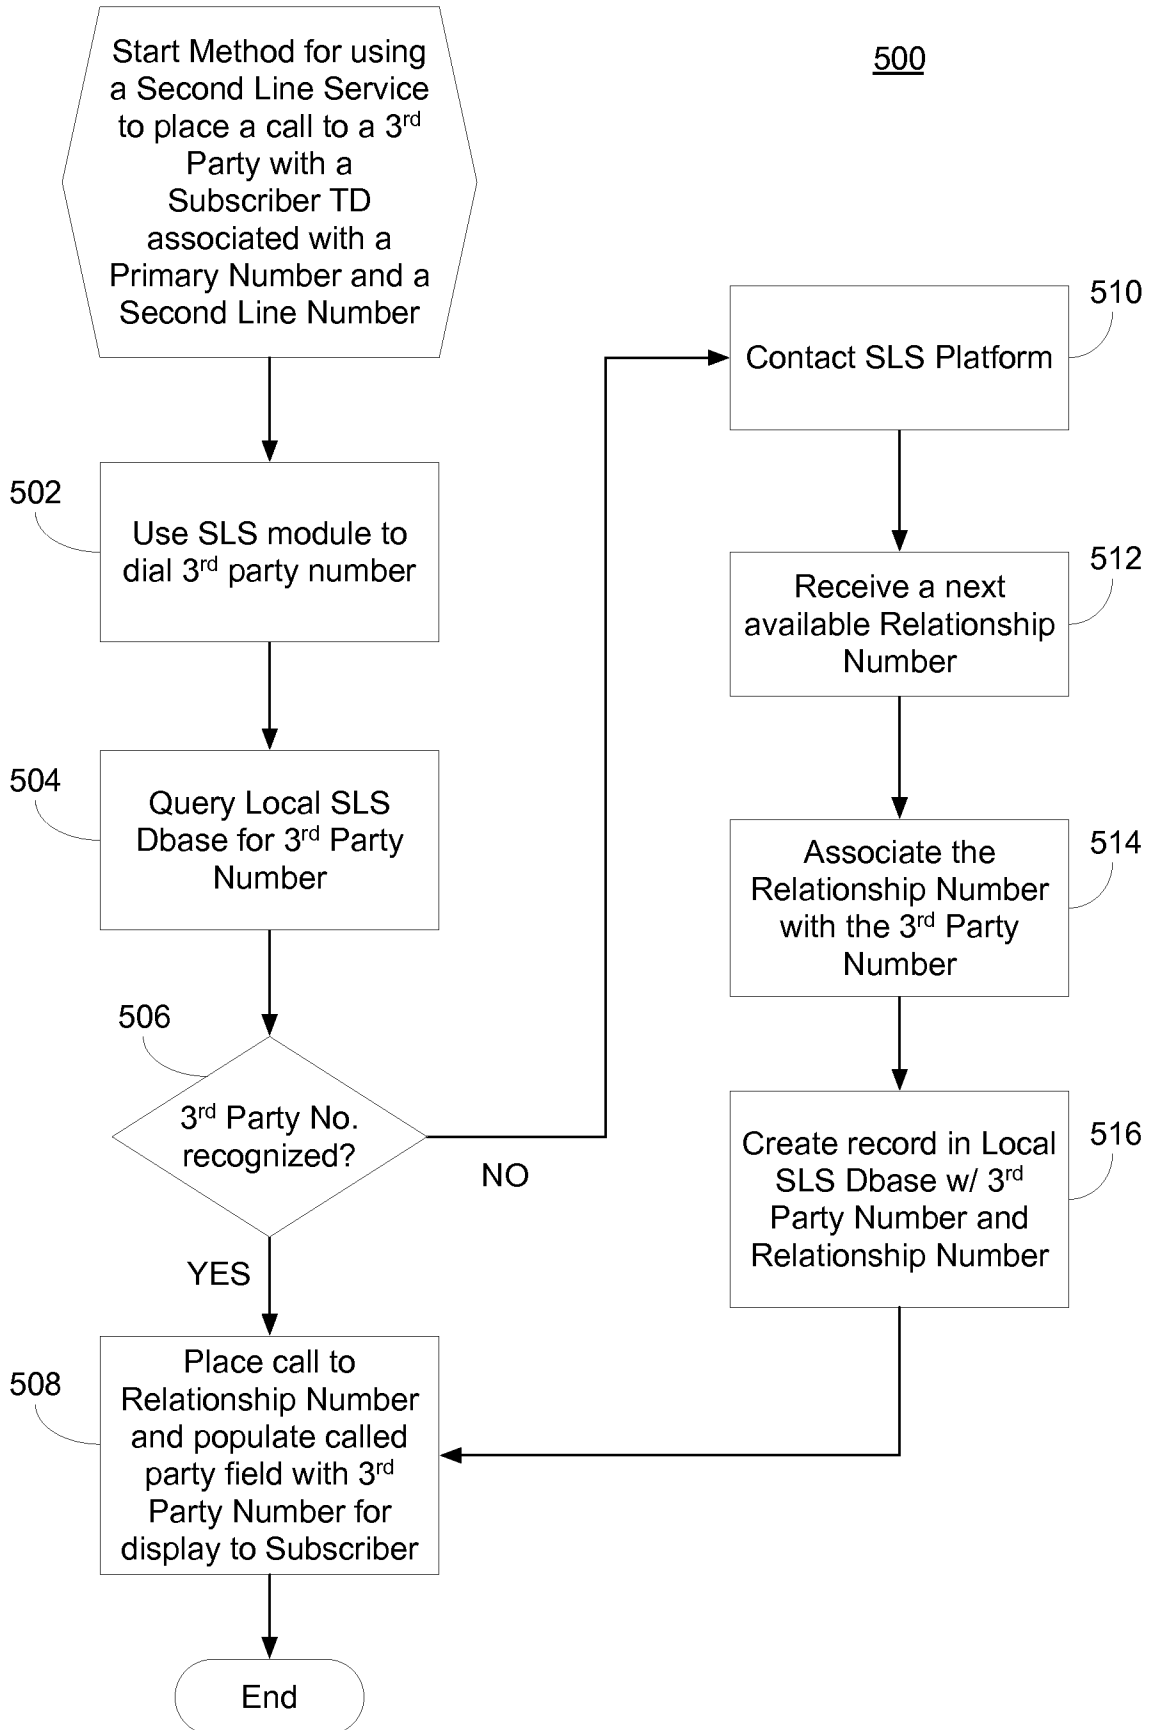 Start Method for using
a Second Line Service
to place a call to a 3rd
Party with a
Subscriber TD
associated with a
Primary Number and a
Second Line Number
500
502
Use SLS module to
dial 3rd party number
504
Query Local SLS
Dbase for 3rd Party
Number
506
3rd Party No.
recognized?
NO
YES
508
Place call to
Relationship Number
and populate called
party field with 3rd
Party Number for
display to Subscriber
End
510
Contact SLS Platform
512
Receive a next
available Relationship
Number
514
Associate the
Relationship Number
with the 3rd Party
Number
516
Create record in Local
SLS Dbase w/ 3rd
Party Number and
Relationship Number